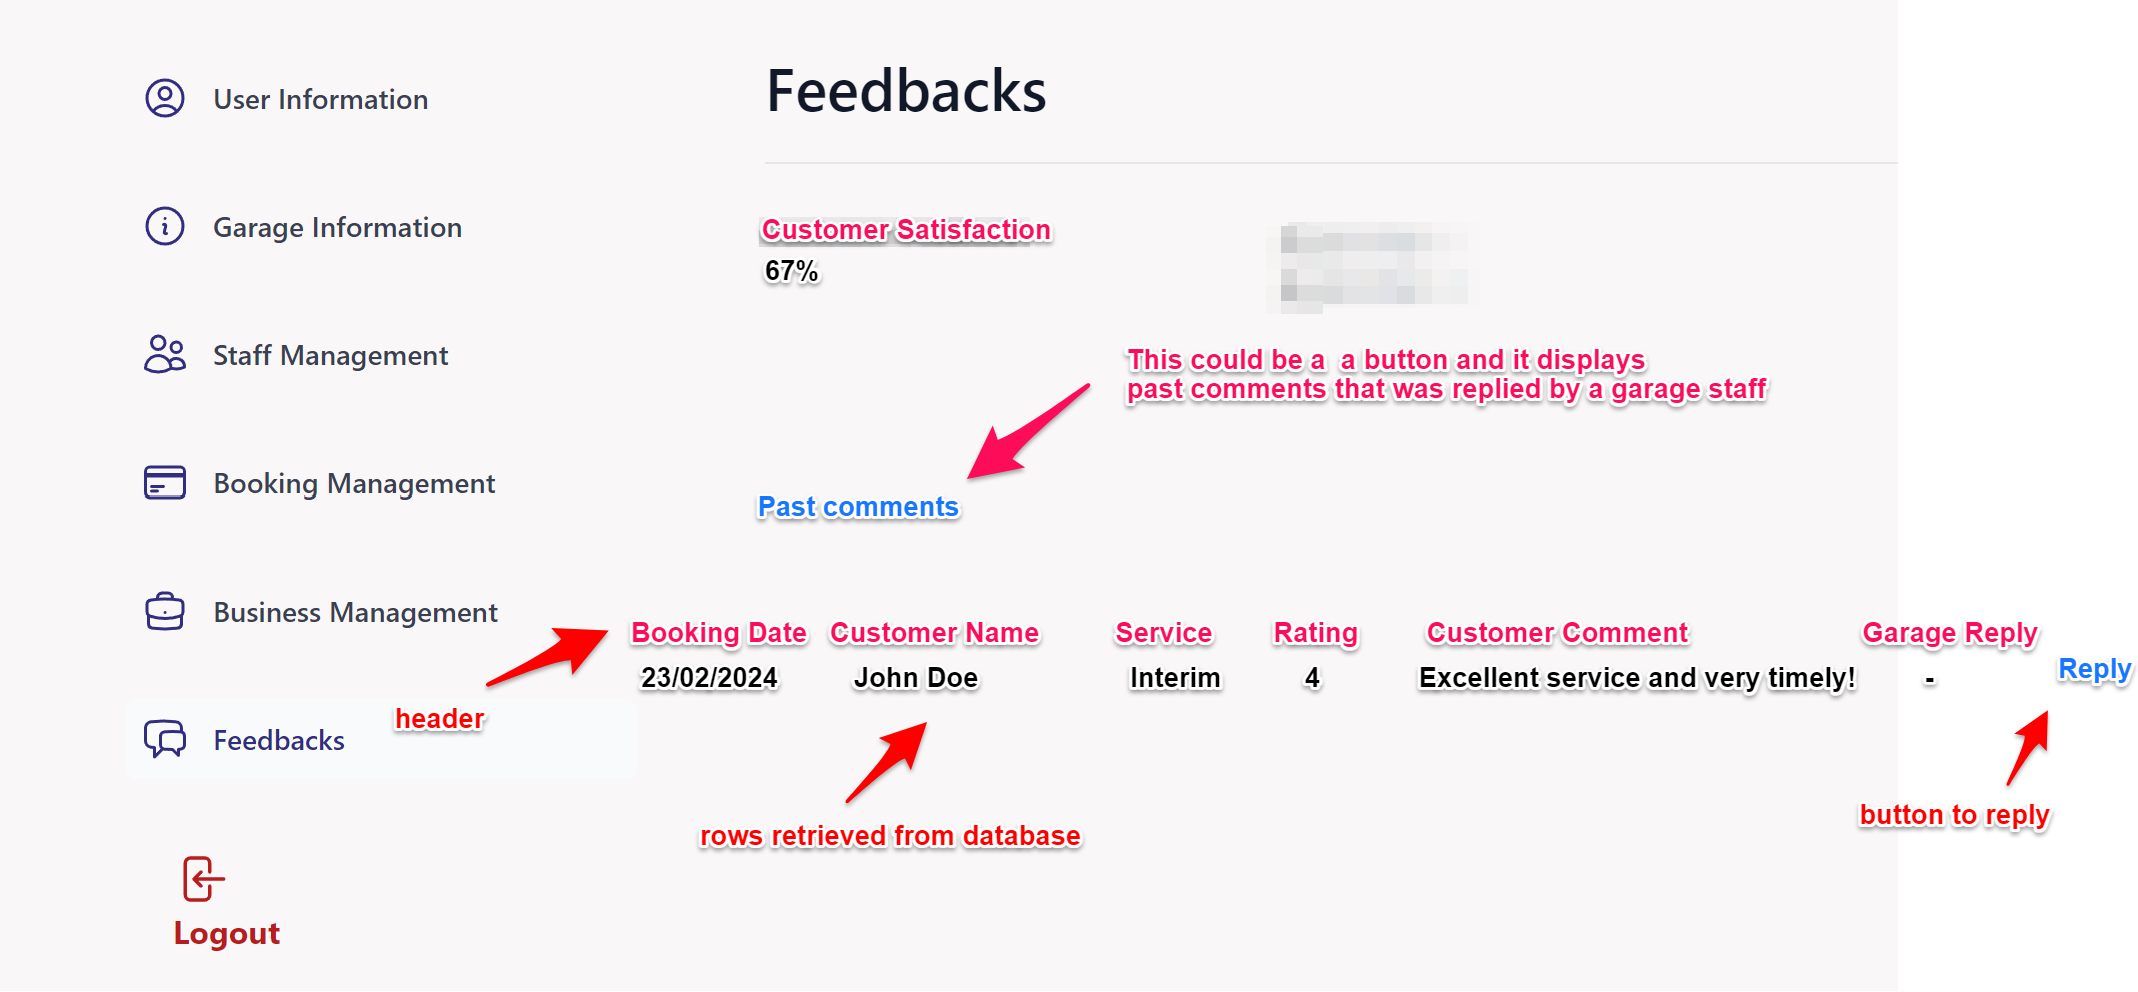 User Information
Garage Information
Staff Management
Booking Management
Business Management
Feedbacks
Logout
Feedbacks
Customer Satisfaction
67%
This could be a  a button and it displays
past comments that was replied by a garage staff
Past comments
header
Booking Date Customer Name Service Rating Customer Comment Garage Reply
23/02/2024 John Doe Interim 4 Excellent service and very timely! - Reply
rows retrieved from database
button to reply